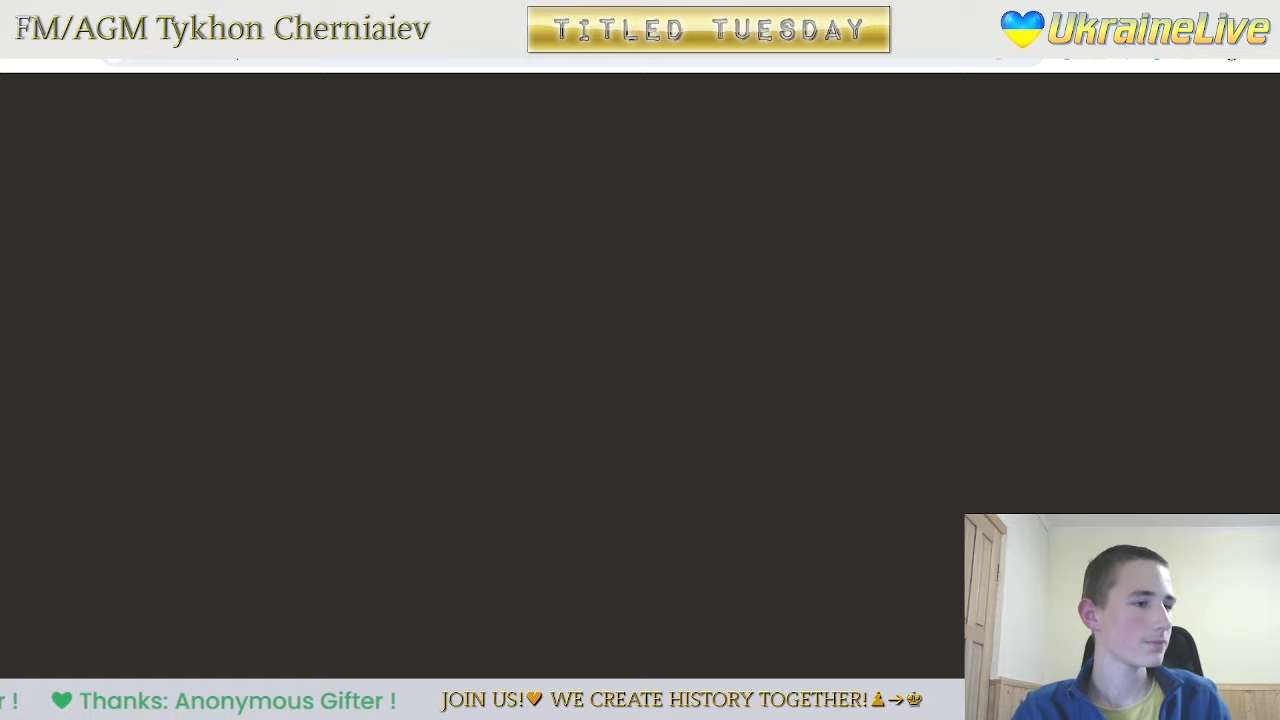 FM/AGM Tykhon Cherniaiev
TITLED TUESDAY
UkraineLive
r ! Thanks: Anonymous Gifter !
JOIN US! WE CREATE HISTORY TOGETHER!